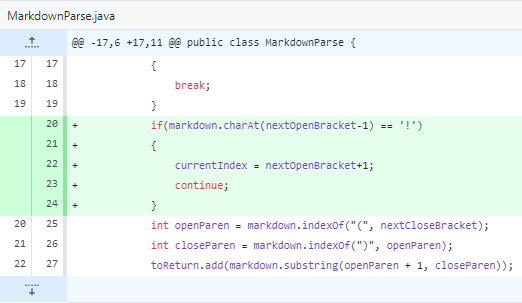 MarkdownParse.java
@@ -17,6 +17,11 @@ public class MarkdownParse {
17 17 {
18 18 break;
19 19 }
20 + if(markdown.charAt(nextOpenBracket-1) == '!')
21 + {
22 + currentIndex = nextOpenBracket+1;
23 + continue;
24 + }
20 25 int openParen = markdown.indexOf("(", nextCloseBracket);
21 26 int closeParen = markdown.indexOf(")", openParen);
22 27 toReturn.add(markdown.substring(openParen + 1, closeParen));